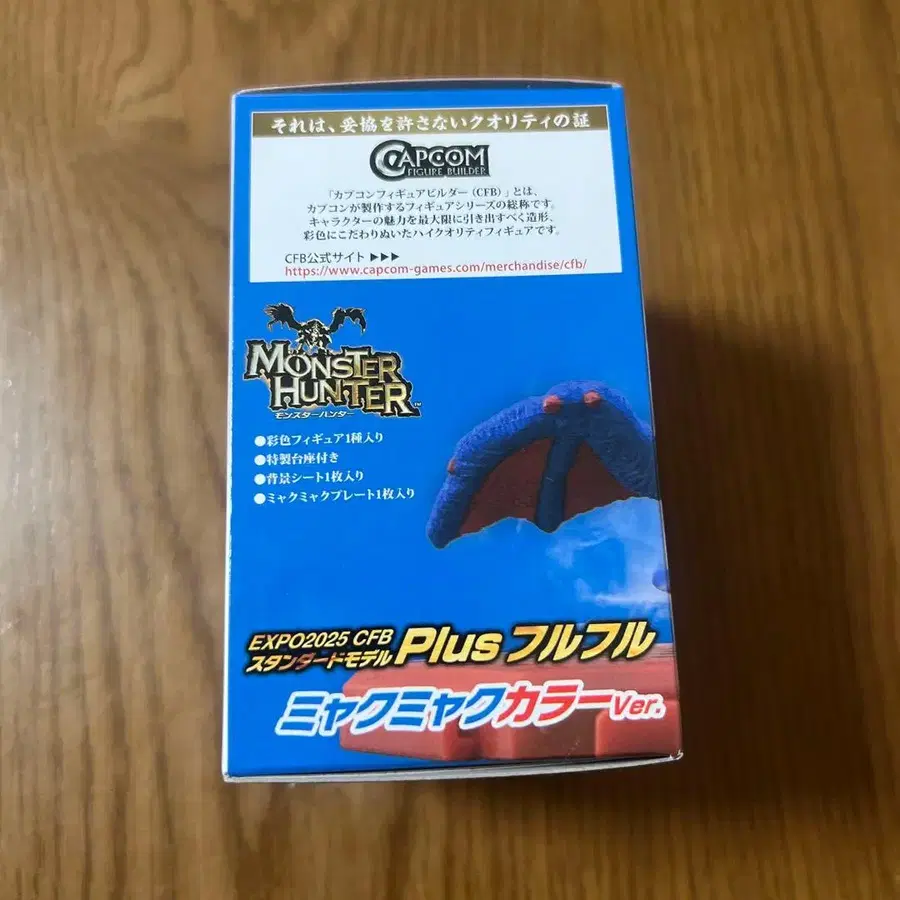 それは、妥協を許さないクオリティの証
CAPCOM
FIGURE BUILDER
「カプコンフィギュアビルダー（CFB）」とは、
カプコンが製作するフィギュアシリーズの総称です。
キャラクターの魅力を最大限に引き出すべく造形、
彩色にこだわりぬいたハイクオリティフィギュアです。
CFB公式サイト ▶▶▶
https://www.capcom-games.com/merchandise/cfb/
MONSTER
HUNTER™
モンスターハンター
●彩色フィギュア1種入り
●特製台座付き
●背景シート1枚入り
●ミャクミャクプレート1枚入り
EXPO2025 CFB
スタンダードモデル Plus フルフル
ミャクミャクカラーVer.